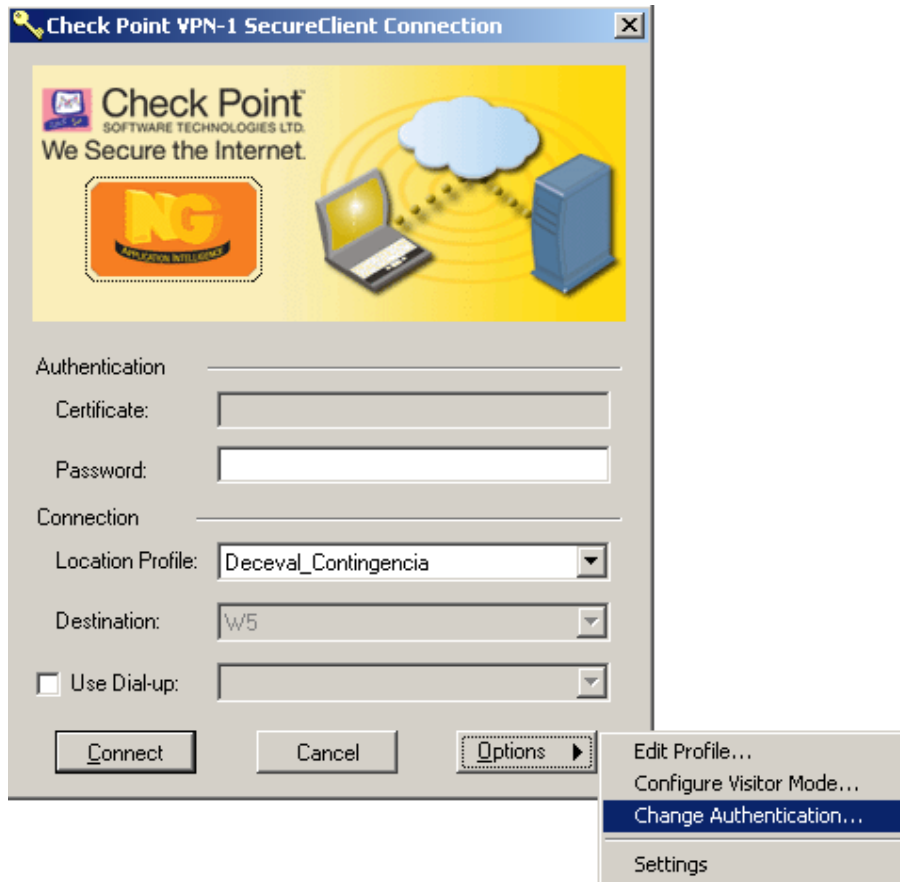 Check Point VPN-1 SecureClient Connection
Check Point
SOFTWARE TECHNOLOGIES LTD.
We Secure the Internet.
NG
APPLICATION INTELLIGENCE
Authentication
Certificate:
Password:
Connection
Location Profile: Deceval_Contingencia
Destination: W5
Use Dial-up:
Connect Cancel Options
Edit Profile...
Configure Visitor Mode...
Change Authentication...
Settings